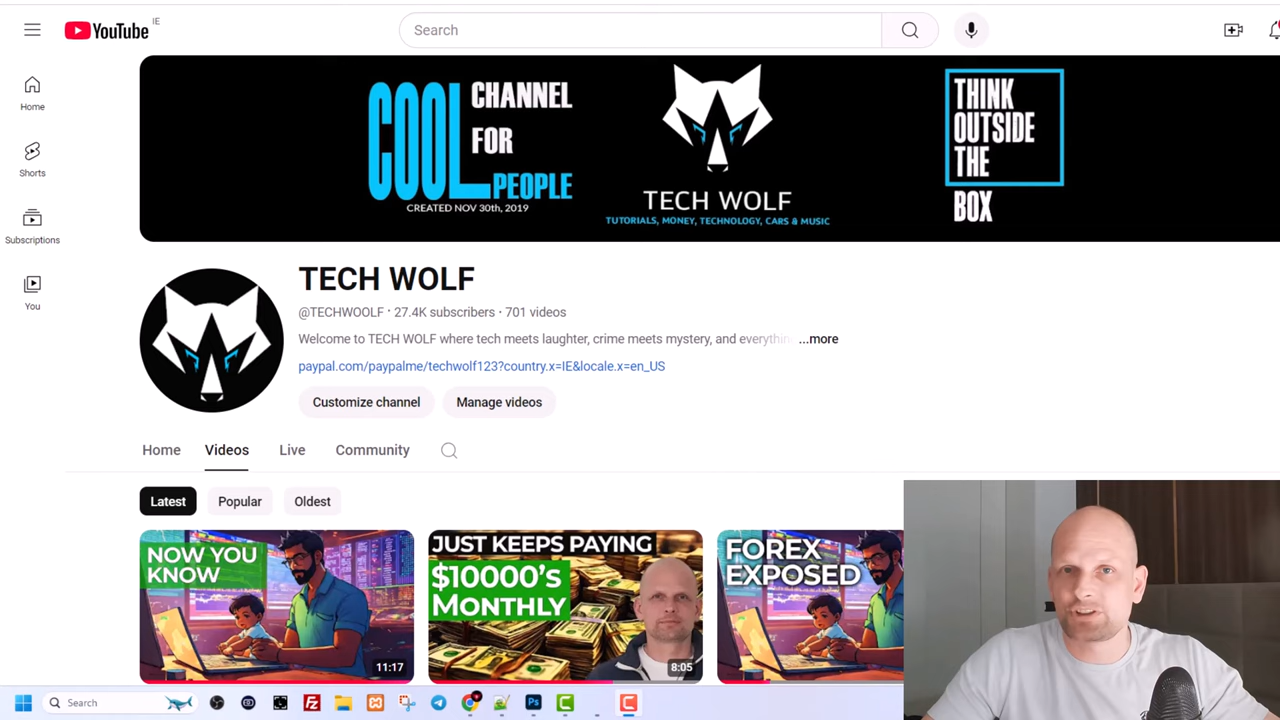 YouTube IE
Search
Home
Shorts
Subscriptions
You
COOL CHANNEL
FOR
PEOPLE
CREATED NOV 30th, 2019
TECH WOLF
TUTORIALS, MONEY, TECHNOLOGY, CARS & MUSIC
THINK
OUTSIDE
THE
BOX
TECH WOLF
@TECHWOOLF · 27.4K subscribers · 701 videos
Welcome to TECH WOLF where tech meets laughter, crime meets mystery, and everythin ...more
paypal.com/paypalme/techwolf123?country.x=IE&locale.x=en_US
Customize channel Manage videos
Home Videos Live Community
Latest Popular Oldest
NOW YOU
KNOW
11:17
JUST KEEPS PAYING
$10000's
MONTHLY
8:05
FOREX
EXPOSED
Search
Fz
Ps
C
C